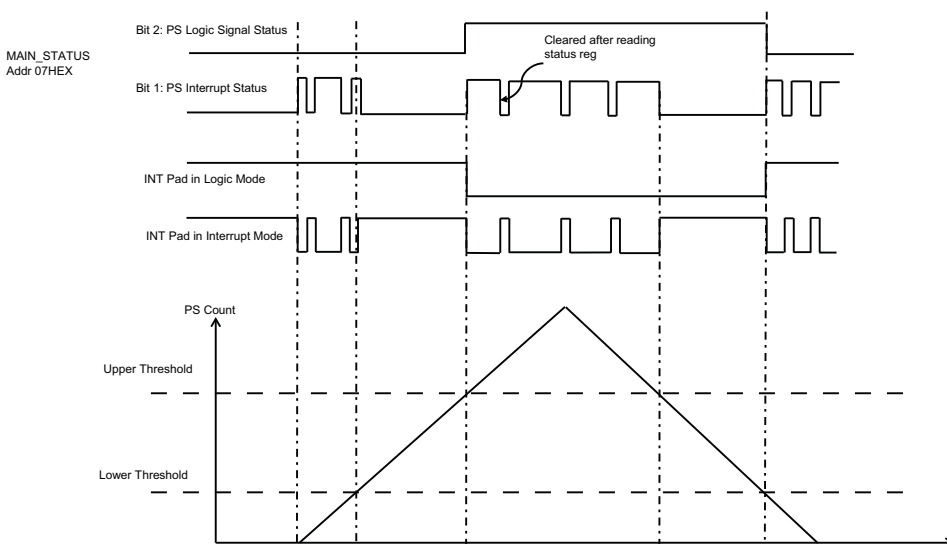 Bit 2: PS Logic Signal Status
MAIN_STATUS
Addr 07HEX
Cleared after reading
status reg
Bit 1: PS Interrupt Status
INT Pad in Logic Mode
INT Pad in Interrupt Mode
PS Count
Upper Threshold
Lower Threshold